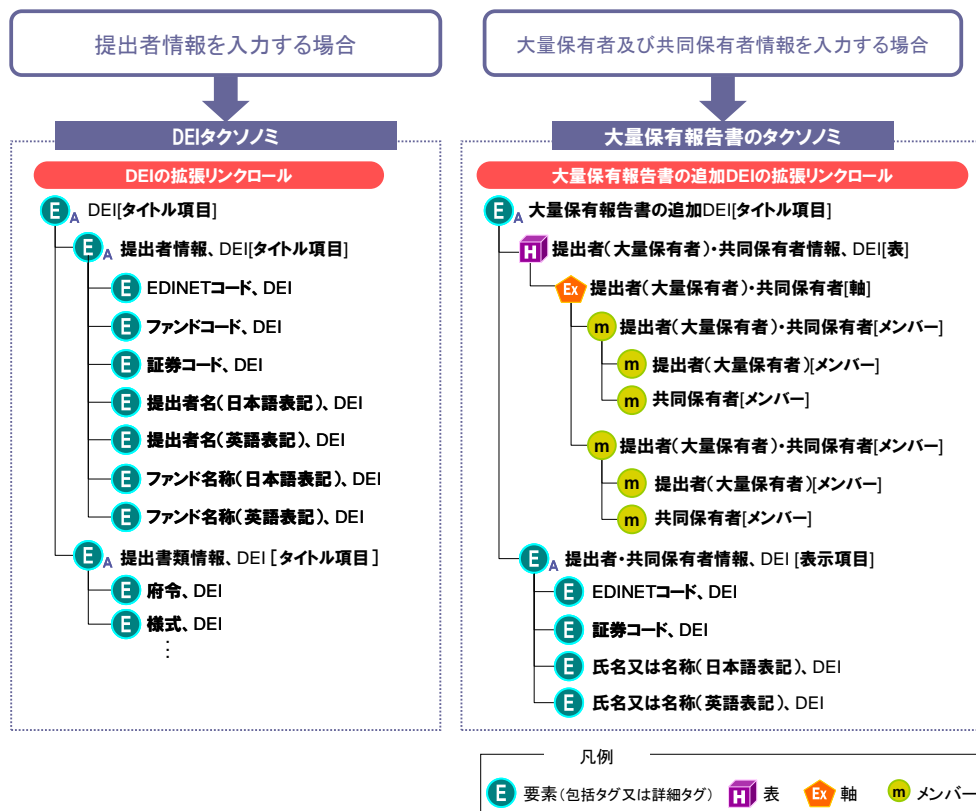 提出者情報を入力する場合
DEIタクソノミ
DEIの拡張リンクロール
E A DEI[タイトル項目]
E A 提出者情報、DEI[タイトル項目]
E EDINETコード、DEI
E ファンドコード、DEI
E 証券コード、DEI
E 提出者名(日本語表記)、DEI
E 提出者名(英語表記)、DEI
E ファンド名称(日本語表記)、DEI
E ファンド名称(英語表記)、DEI
E A 提出書類情報、DEI［タイトル項目］
E 府令、DEI
E 様式、DEI
⋮
大量保有者及び共同保有者情報を入力する場合
大量保有報告書のタクソノミ
大量保有報告書の追加DEIの拡張リンクロール
E A 大量保有報告書の追加DEI[タイトル項目]
H 提出者(大量保有者)・共同保有者情報、DEI[表]
Ex 提出者(大量保有者)・共同保有者[軸]
m 提出者(大量保有者)・共同保有者[メンバー]
m 提出者(大量保有者)[メンバー]
m 共同保有者[メンバー]
m 提出者(大量保有者)・共同保有者[メンバー]
m 提出者(大量保有者)[メンバー]
m 共同保有者[メンバー]
E A 提出者・共同保有者情報、DEI [表示項目]
E EDINETコード、DEI
E 証券コード、DEI
E 氏名又は名称(日本語表記)、DEI
E 氏名又は名称(英語表記)、DEI
凡例
E 要素(包括タグ又は詳細タグ) H 表 Ex 軸 m メンバー